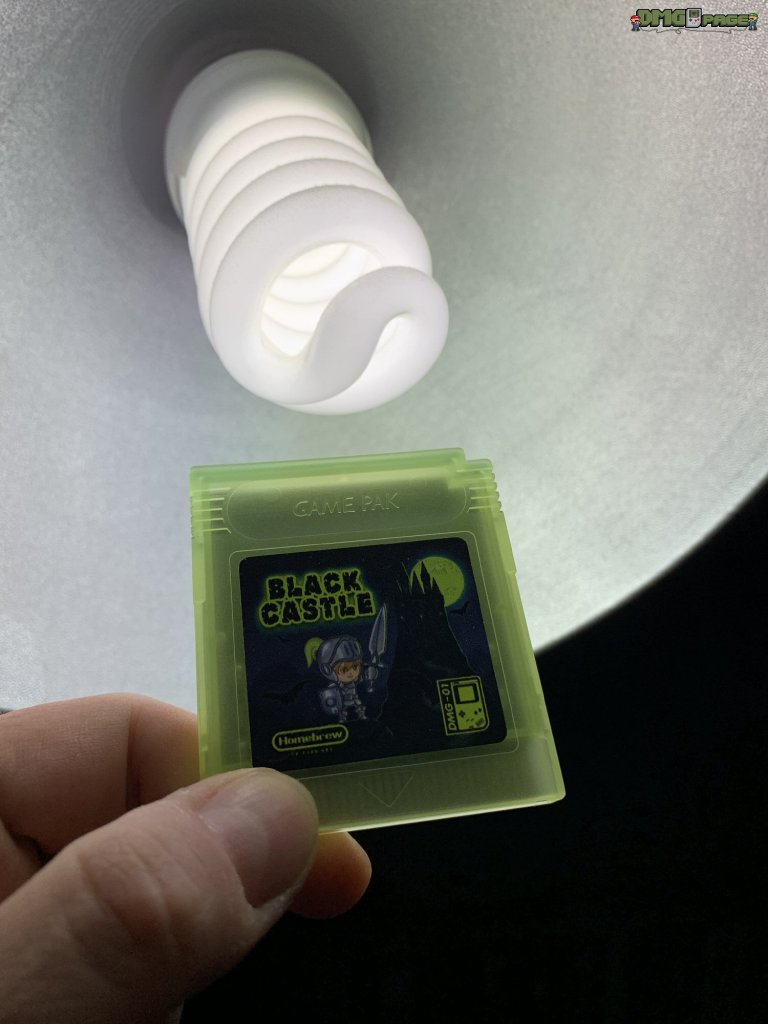 DMG PAGE
GAME PAK
BLACK
CASTLE
DMG-01
Homebrew